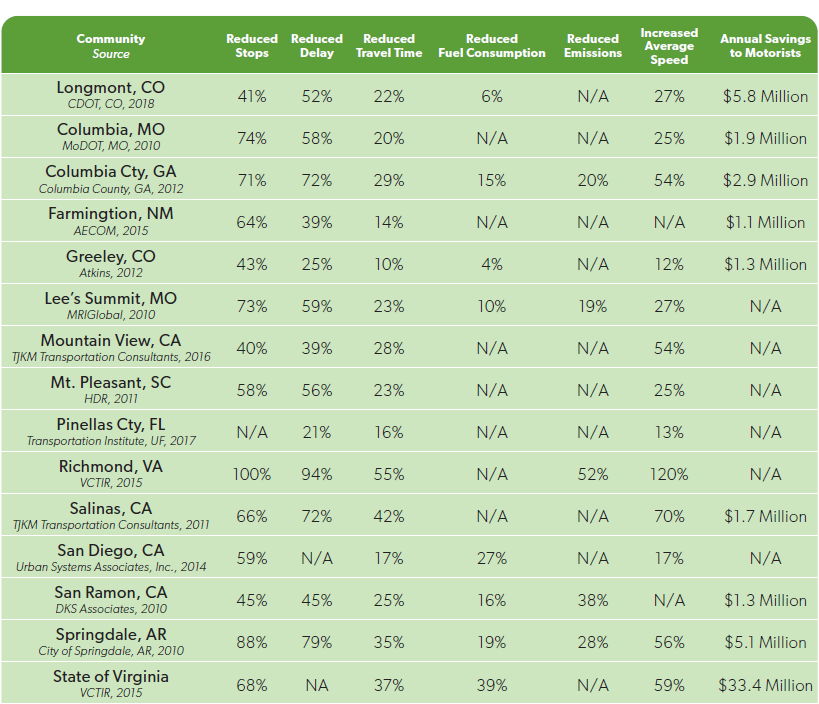 Community Source Reduced Stops Reduced Delay Reduced Travel Time Reduced Fuel Consumption Reduced Emissions Increased Average Speed Annual Savings to Motorists
Longmont, CO
CDOT, CO, 2018
41% 52% 22% 6% N/A 27% $5.8 Million
Columbia, MO
MoDOT, MO, 2010
74% 58% 20% N/A N/A 25% $1.9 Million
Columbia Cty, GA
Columbia County, GA, 2012
71% 72% 29% 15% 20% 54% $2.9 Million
Farmingtion, NM
AECOM, 2015
64% 39% 14% N/A N/A N/A $1.1 Million
Greeley, CO
Atkins, 2012
43% 25% 10% 4% N/A 12% $1.3 Million
Lee's Summit, MO
MRIGlobal, 2010
73% 59% 23% 10% 19% 27% N/A
Mountain View, CA
TJKM Transportation Consultants, 2016
40% 39% 28% N/A N/A 54% N/A
Mt. Pleasant, SC
HDR, 2011
58% 56% 23% N/A N/A 25% N/A
Pinellas Cty, FL
Transportation Institute, UF, 2017
N/A 21% 16% N/A N/A 13% N/A
Richmond, VA
VCTIR, 2015
100% 94% 55% N/A 52% 120% N/A
Salinas, CA
TJKM Transportation Consultants, 2011
66% 72% 42% N/A N/A 70% $1.7 Million
San Diego, CA
Urban Systems Associates, Inc., 2014
59% N/A 17% 27% N/A 17% N/A
San Ramon, CA
DKS Associates, 2010
45% 45% 25% 16% 38% N/A $1.3 Million
Springdale, AR
City of Springdale, AR, 2010
88% 79% 35% 19% 28% 56% $5.1 Million
State of Virginia
VCTIR, 2015
68% NA 37% 39% N/A 59% $33.4 Million